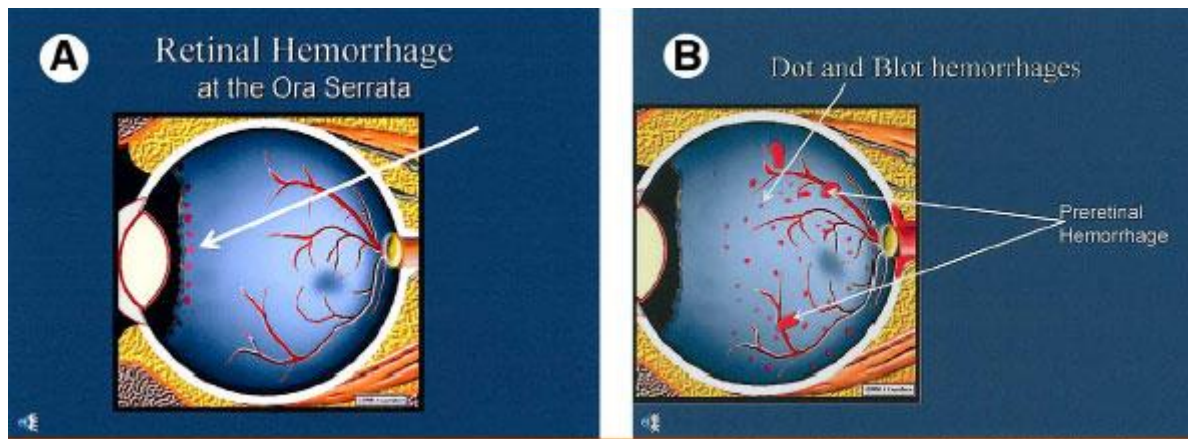 A
Retinal Hemorrhage
at the Ora Serrata
B
Dot and Blot hemorrhages
Preretinal
Hemorrhage